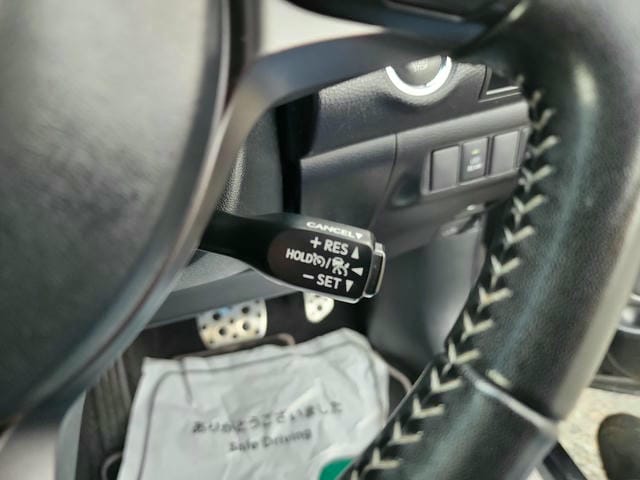 CANCEL
+ RES
HOLD /
− SET
ありがとうございました
Safe Driving